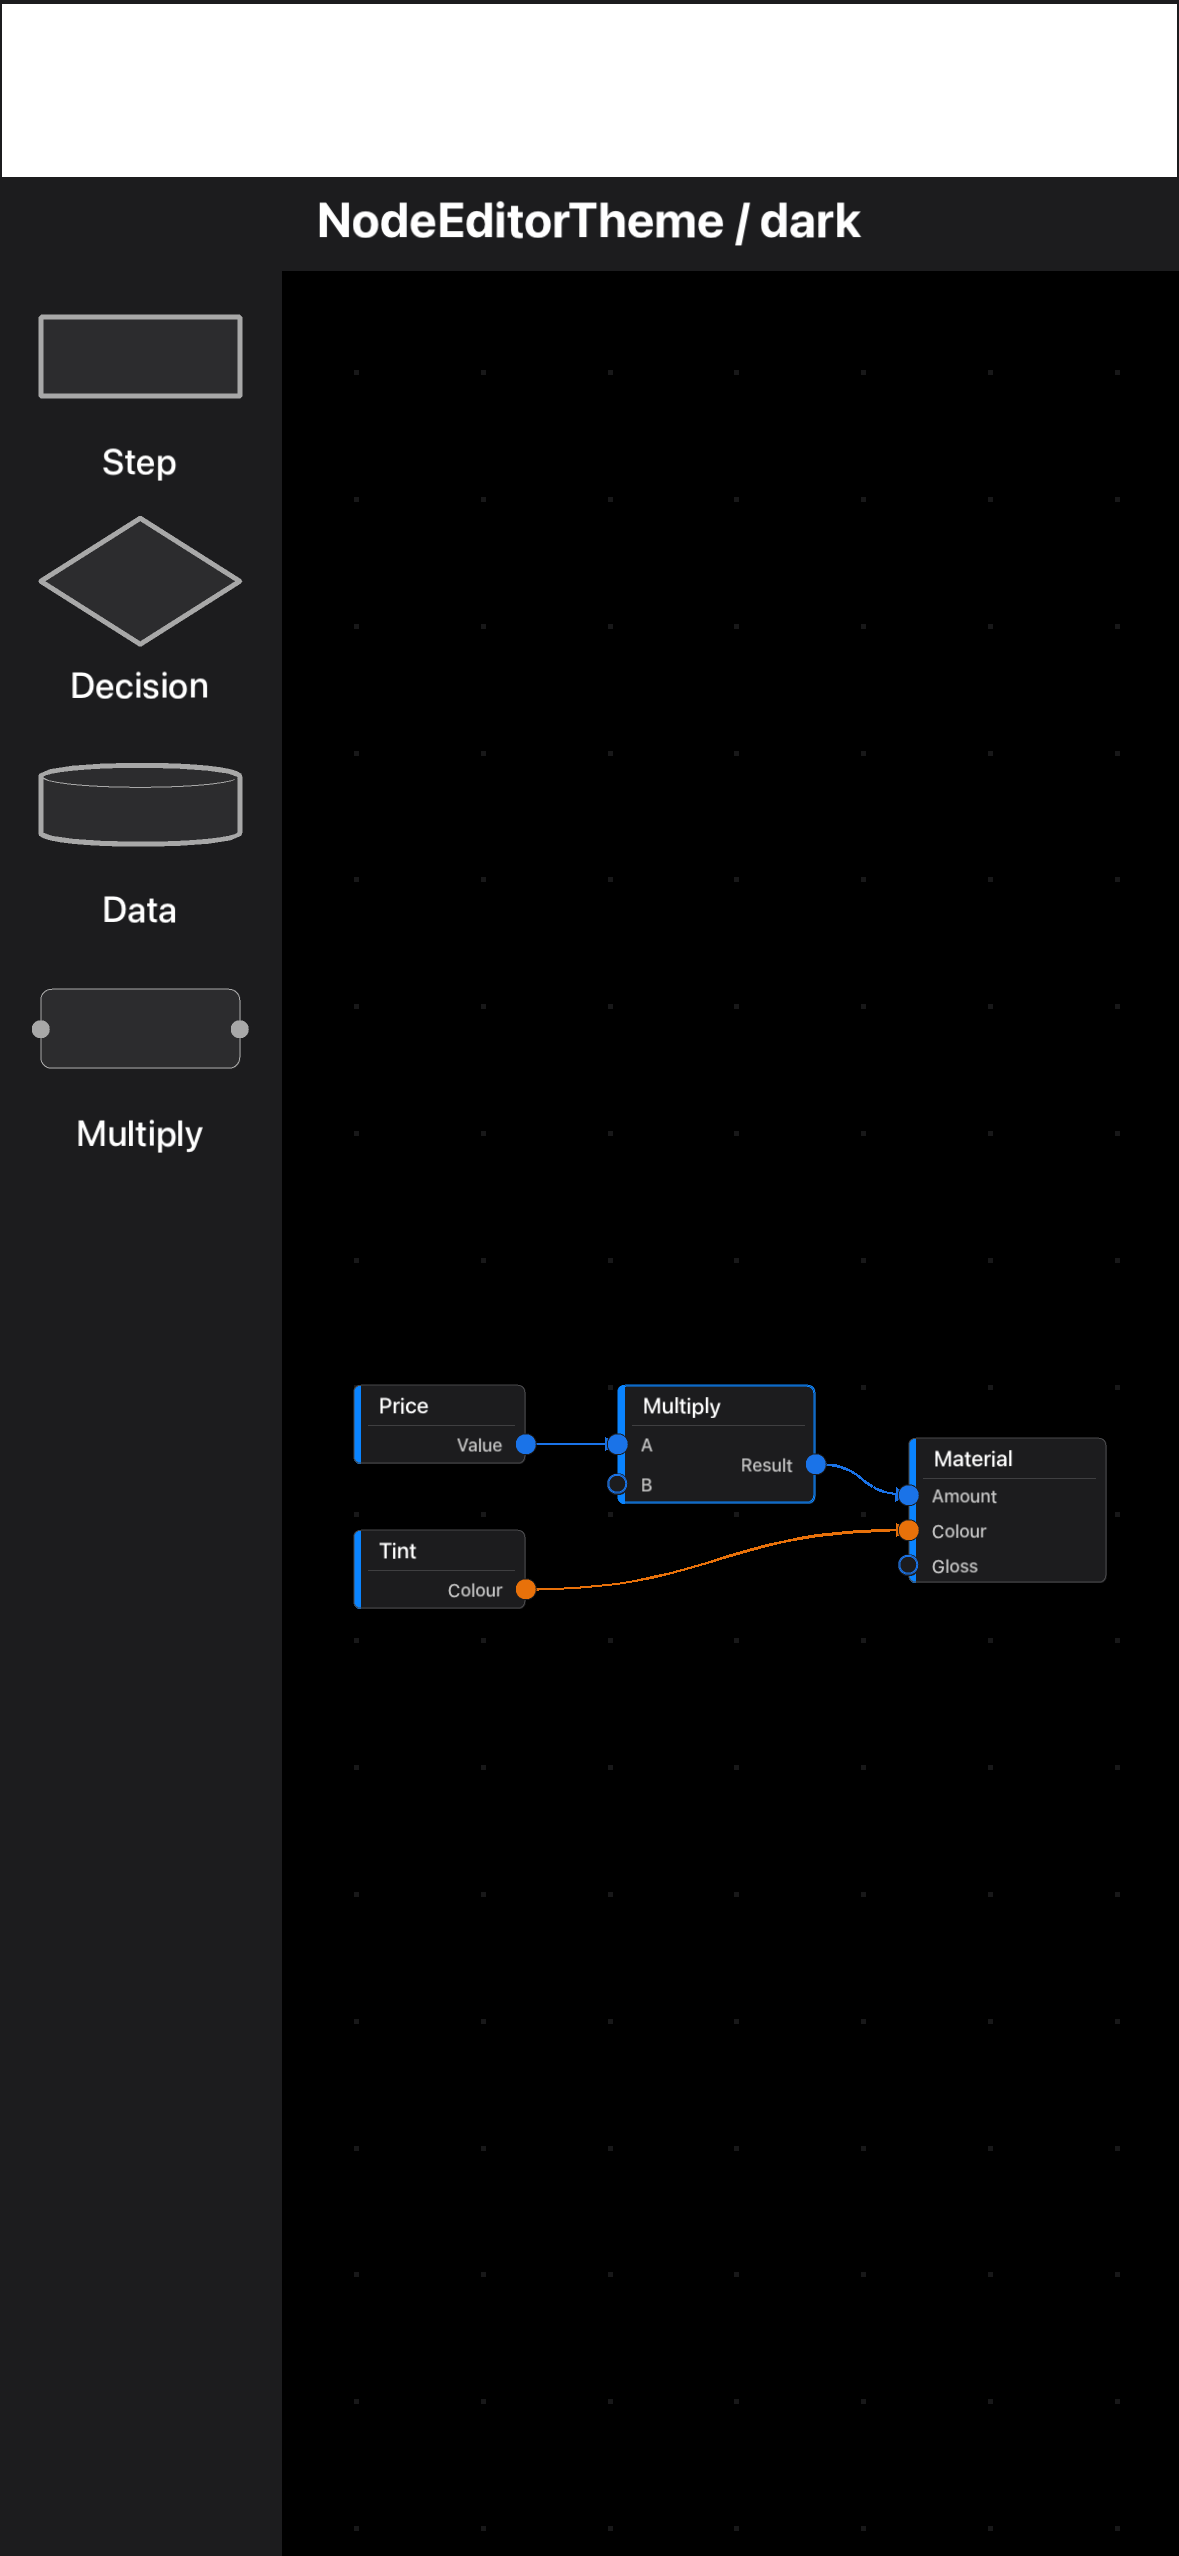 NodeEditorTheme / dark
Step
Decision
Data
Multiply
Price
Value
Multiply
A
Result
B
Material
Amount
Colour
Gloss
Tint
Colour